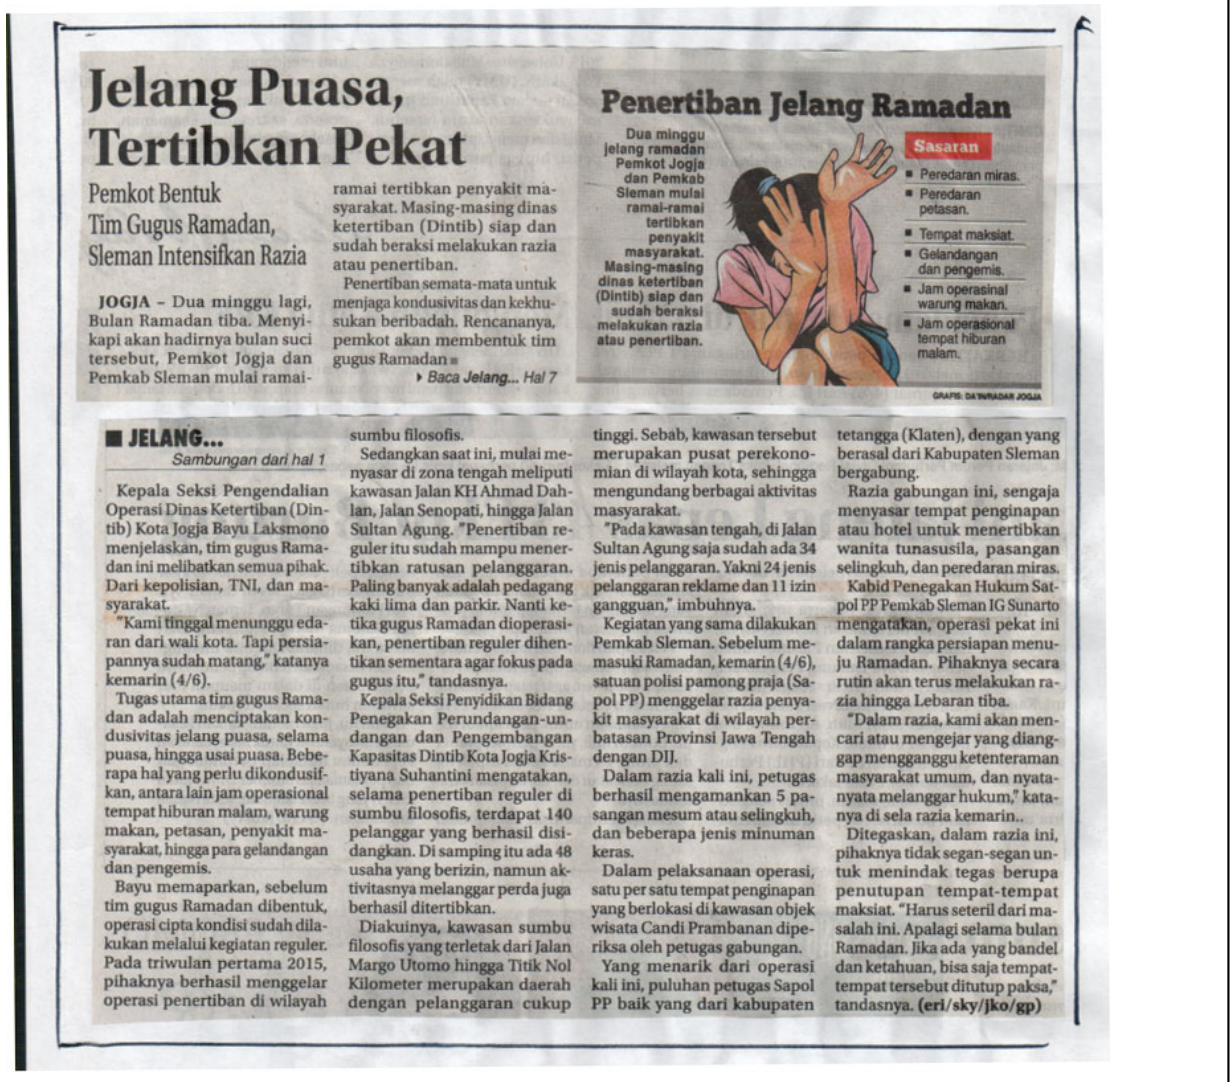 Jelang Puasa,
Tertibkan Pekat
Pemkot Bentuk
Tim Gugus Ramadan,
Sleman Intensifkan Razia
JOGJA – Dua minggu lagi,
Bulan Ramadan tiba. Menyi-
kapi akan hadirnya bulan suci
tersebut, Pemkot Jogja dan
Pemkab Sleman mulai ramai-
ramai tertibkan penyakit ma-
syarakat. Masing-masing dinas
ketertiban (Dintib) siap dan
sudah beraksi melakukan razia
atau penertiban.
Penertiban semata-mata untuk
menjaga kondusivitas dan kekhu-
sukan beribadah. Rencananya,
pemkot akan membentuk tim
gugus Ramadan ■
Baca Jelang... Hal 7
Penertiban Jelang Ramadan
Dua minggu
jelang ramadan
Pemkot Jogja
dan Pemkab
Sleman mulai
ramai-ramai
tertibkan
penyakit
masyarakat.
Masing-masing
dinas ketertiban
(Dintib) siap dan
sudah beraksi
melakukan razia
atau penertiban.
Sasaran
■ Peredaran miras.
■ Peredaran
petasan.
■ Tempat maksiat.
■ Gelandangan
dan pengemis.
■ Jam operasinal
warung makan.
■ Jam operasional
tempat hiburan
malam.
GRAFIS: DA'IN/RADAR JOGJA
■ JELANG...
Sambungan dari hal 1
Kepala Seksi Pengendalian
Operasi Dinas Ketertiban (Din-
tib) Kota Jogja Bayu Laksmono
menjelaskan, tim gugus Rama-
dan ini melibatkan semua pihak.
Dari kepolisian, TNI, dan ma-
syarakat.
"Kami tinggal menunggu eda-
ran dari wali kota. Tapi persia-
pannya sudah matang," katanya
kemarin (4/6).
Tugas utama tim gugus Rama-
dan adalah menciptakan kon-
dusivitas jelang puasa, selama
puasa, hingga usai puasa. Bebe-
rapa hal yang perlu dikondusif-
kan, antara lain jam operasional
tempat hiburan malam, warung
makan, petasan, penyakit ma-
syarakat, hingga para gelandangan
dan pengemis.
Bayu memaparkan, sebelum
tim gugus Ramadan dibentuk,
operasi cipta kondisi sudah dila-
kukan melalui kegiatan reguler.
Pada triwulan pertama 2015,
pihaknya berhasil menggelar
operasi penertiban di wilayah
sumbu filosofis.
Sedangkan saat ini, mulai me-
nyasar di zona tengah meliputi
kawasan Jalan KH Ahmad Dah-
lan, Jalan Senopati, hingga Jalan
Sultan Agung. "Penertiban re-
guler itu sudah mampu mener-
tibkan ratusan pelanggaran.
Paling banyak adalah pedagang
kaki lima dan parkir. Nanti ke-
tika gugus Ramadan dioperasi-
kan, penertiban reguler dihen-
tikan sementara agar fokus pada
gugus itu," tandasnya.
Kepala Seksi Penyidikan Bidang
Penegakan Perundangan-un-
dangan dan Pengembangan
Kapasitas Dintib Kota Jogja Kris-
tiyana Suhantini mengatakan,
selama penertiban reguler di
sumbu filosofis, terdapat 140
pelanggar yang berhasil disi-
dangkan. Di samping itu ada 48
usaha yang berizin, namun ak-
tivitasnya melanggar perda juga
berhasil ditertibkan.
Diakuinya, kawasan sumbu
filosofis yang terletak dari Jalan
Margo Utomo hingga Titik Nol
Kilometer merupakan daerah
dengan pelanggaran cukup
tinggi. Sebab, kawasan tersebut
merupakan pusat perekono-
mian di wilayah kota, sehingga
mengundang berbagai aktivitas
masyarakat.
"Pada kawasan tengah, di Jalan
Sultan Agung saja sudah ada 34
jenis pelanggaran. Yakni 24 jenis
pelanggaran reklame dan 11 izin
gangguan," imbuhnya.
Kegiatan yang sama dilakukan
Pemkab Sleman. Sebelum me-
masuki Ramadan, kemarin (4/6),
satuan polisi pamong praja (Sa-
pol PP) menggelar razia penya-
kit masyarakat di wilayah per-
batasan Provinsi Jawa Tengah
dengan DIJ.
Dalam razia kali ini, petugas
berhasil mengamankan 5 pa-
sangan mesum atau selingkuh,
dan beberapa jenis minuman
keras.
Dalam pelaksanaan operasi,
satu per satu tempat penginapan
yang berlokasi di kawasan objek
wisata Candi Prambanan dipe-
riksa oleh petugas gabungan.
Yang menarik dari operasi
kali ini, puluhan petugas Sapol
PP baik yang dari kabupaten
tetangga (Klaten), dengan yang
berasal dari Kabupaten Sleman
bergabung.
Razia gabungan ini, sengaja
menyasar tempat penginapan
atau hotel untuk menertibkan
wanita tunasusila, pasangan
selingkuh, dan peredaran miras.
Kabid Penegakan Hukum Sat-
pol PP Pemkab Sleman IG Sunarto
mengatakan, operasi pekat ini
dalam rangka persiapan menu-
ju Ramadan. Pihaknya secara
rutin akan terus melakukan ra-
zia hingga Lebaran tiba.
"Dalam razia, kami akan men-
cari atau mengejar yang diang-
gap mengganggu ketenteraman
masyarakat umum, dan nyata-
nyata melanggar hukum," kata-
nya di sela razia kemarin..
Ditegaskan, dalam razia ini,
pihaknya tidak segan-segan un-
tuk menindak tegas berupa
penutupan tempat-tempat
maksiat. "Harus seteril dari ma-
salah ini. Apalagi selama bulan
Ramadan. Jika ada yang bandel
dan ketahuan, bisa saja tempat-
tempat tersebut ditutup paksa,"
tandasnya. (eri/sky/jko/gp)